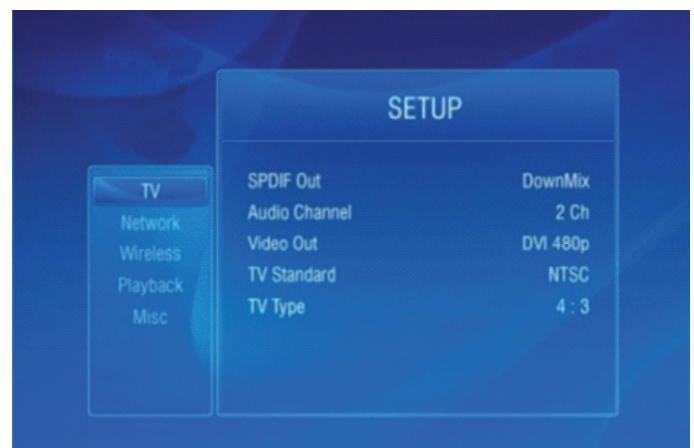 SETUP
TV
Network
Wireless
Playback
Misc
SPDIF Out DownMix
Audio Channel 2 Ch
Video Out DVI 480p
TV Standard NTSC
TV Type 4 : 3